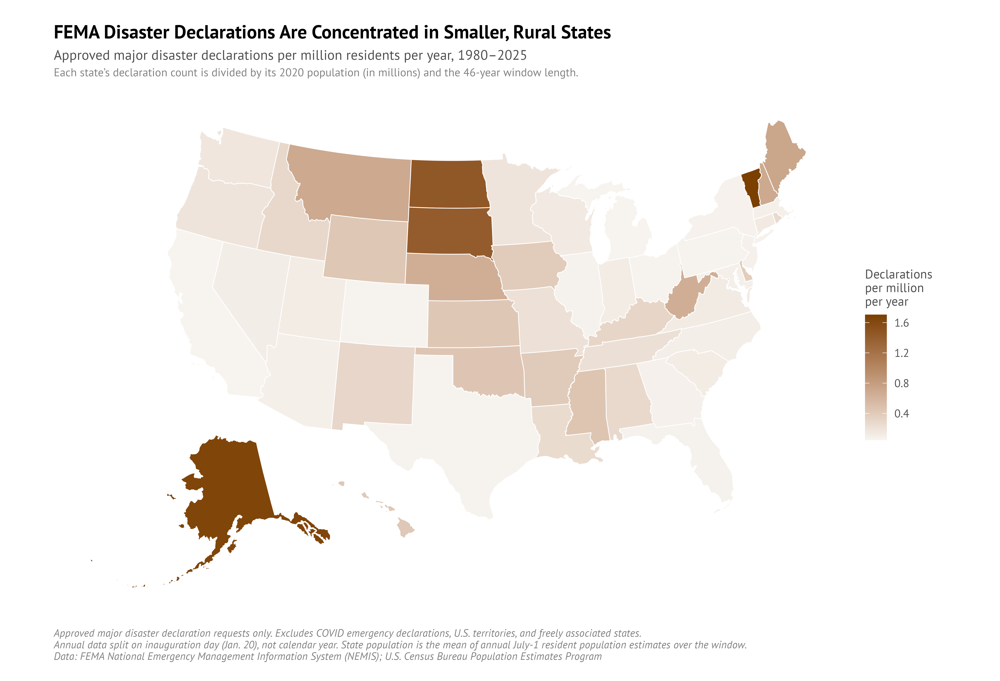 FEMA Disaster Declarations Are Concentrated in Smaller, Rural States
Approved major disaster declarations per million residents per year, 1980–2025
Each state’s declaration count is divided by its 2020 population (in millions) and the 46-year window length.
Declarations
per million
per year
1.6
1.2
0.8
0.4
Approved major disaster declaration requests only. Excludes COVID emergency declarations, U.S. territories, and freely associated states.
Annual data split on inauguration day (Jan. 20), not calendar year. State population is the mean of annual July-1 resident population estimates over the window.
Data: FEMA National Emergency Management Information System (NEMIS); U.S. Census Bureau Population Estimates Program